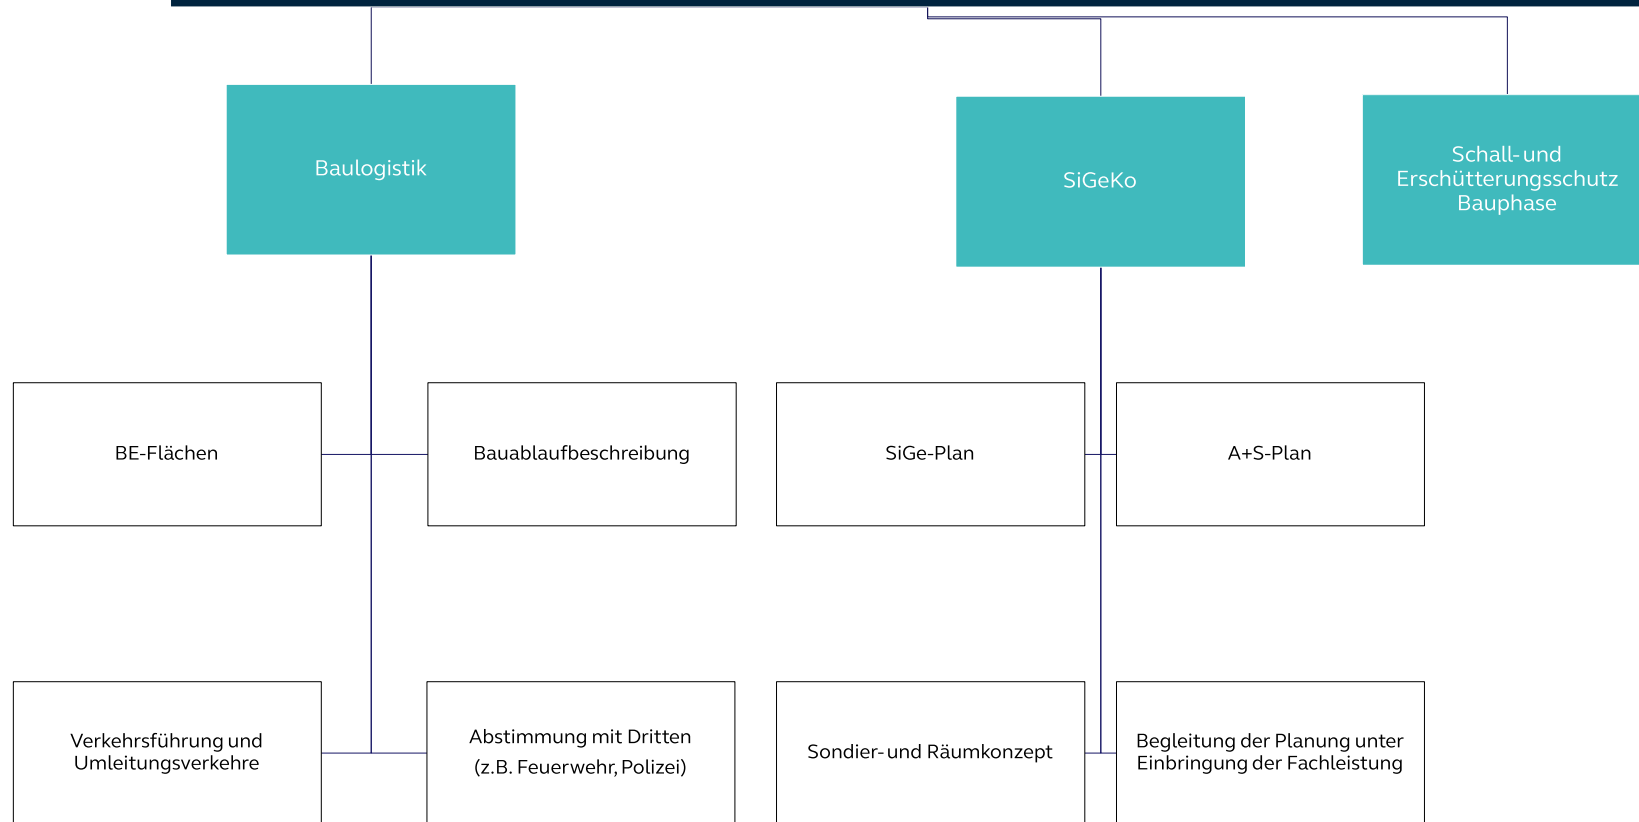 Baulogistik
SiGeKo
Schall- und
Erschütterungsschutz
Bauphase
BE-Flächen
Bauablaufbeschreibung
SiGe-Plan
A+S-Plan
Verkehrsführung und
Umleitungsverkehre
Abstimmung mit Dritten
(z.B. Feuerwehr, Polizei)
Sondier- und Räumkonzept
Begleitung der Planung unter
Einbringung der Fachleistung